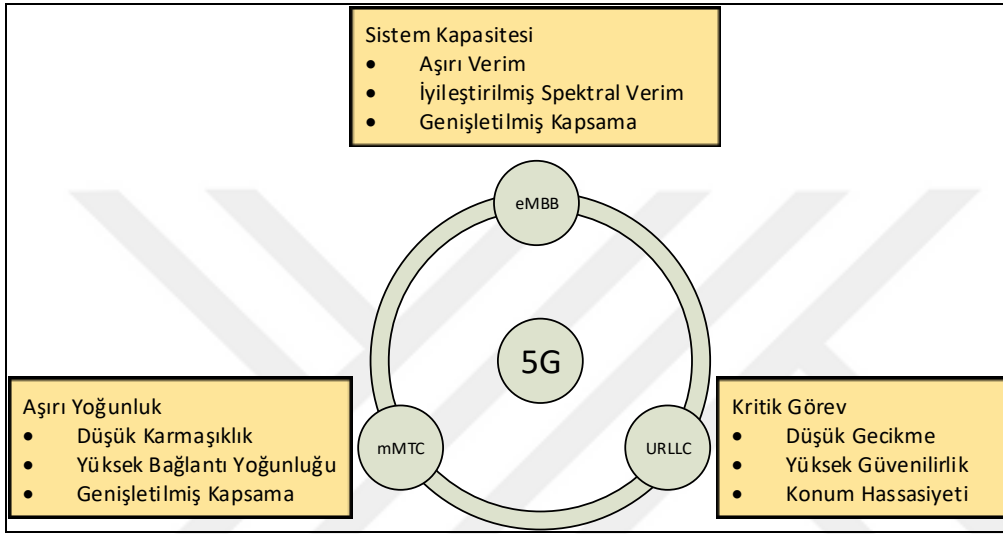 Sistem Kapasitesi
• Aşırı Verim
• İyileştirilmiş Spektral Verim
• Genişletilmiş Kapsama
eMBB
5G
Aşırı Yoğunluk
• Düşük Karmaşıklık
• Yüksek Bağlantı Yoğunluğu
• Genişletilmiş Kapsama
mMTC
URLLC
Kritik Görev
• Düşük Gecikme
• Yüksek Güvenilirlik
• Konum Hassasiyeti